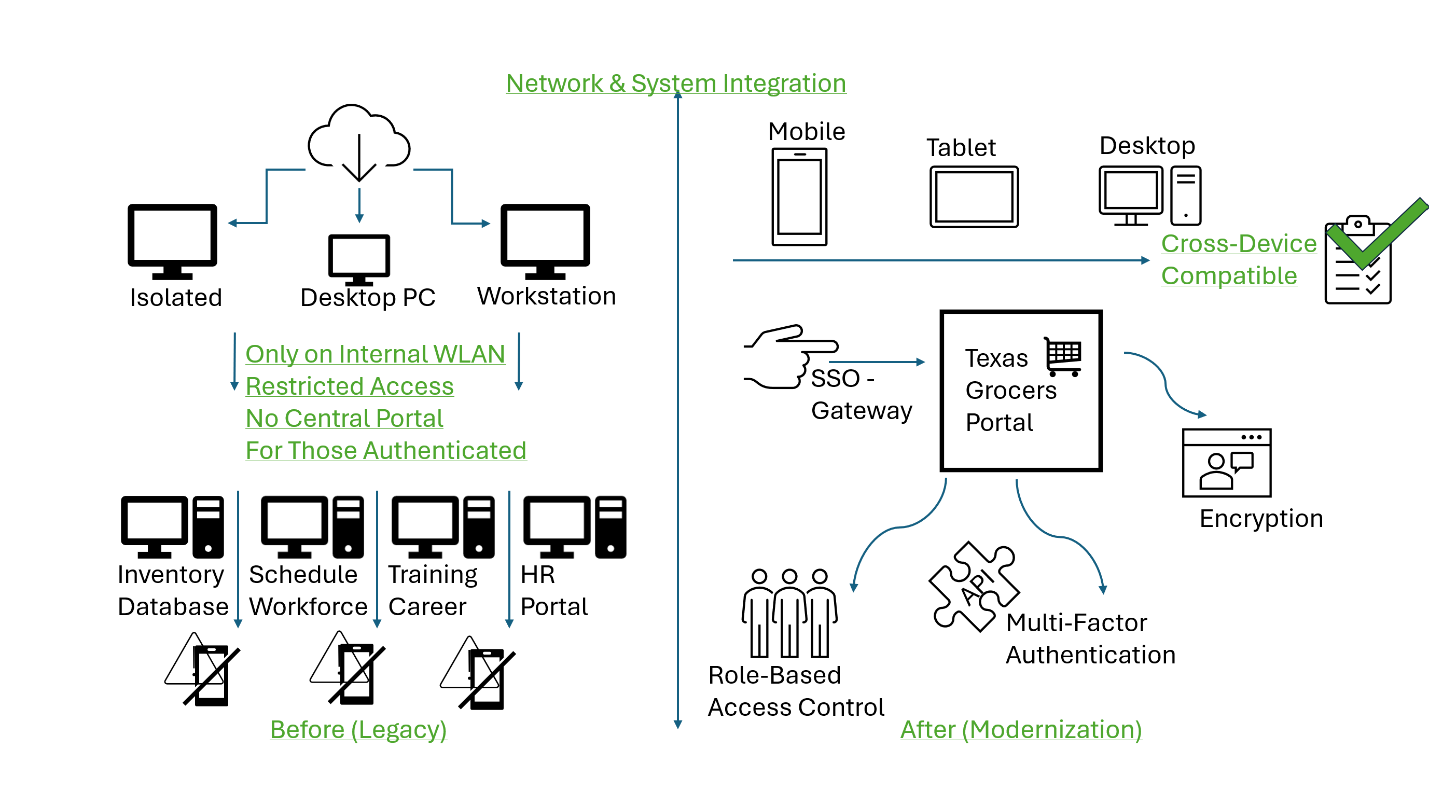 Network & System Integration
Isolated
Desktop PC
Workstation
Only on Internal WLAN
Restricted Access
No Central Portal
For Those Authenticated
Inventory
Database
Schedule
Workforce
Training
Career
HR
Portal
Before (Legacy)
Mobile
Tablet
Desktop
Cross-Device
Compatible
SSO -
Gateway
Texas
Grocers
Portal
Encryption
API
Multi-Factor
Authentication
Role-Based
Access Control
After (Modernization)